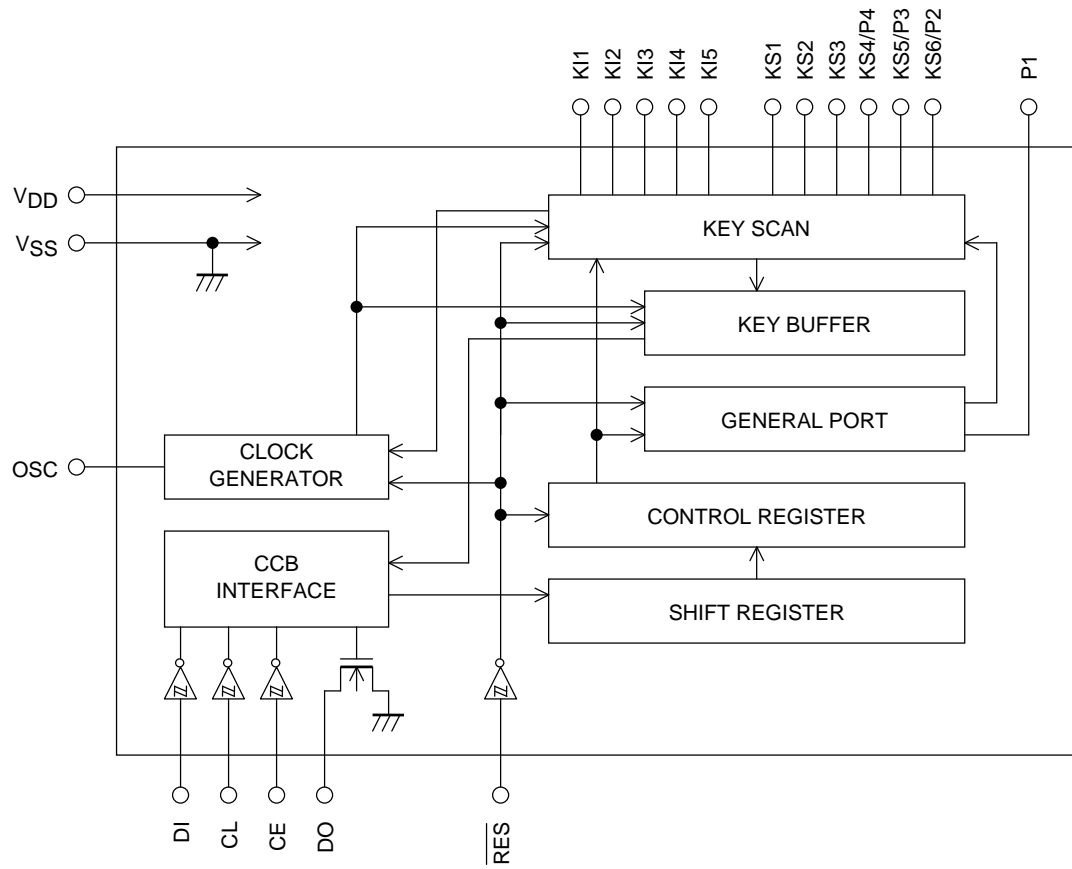 KI1
KI2
KI3
KI4
KI5
KS1
KS2
KS3
KS4/P4
KS5/P3
KS6/P2
P1
VDD
VSS
KEY SCAN
KEY BUFFER
GENERAL PORT
OSC
CLOCK
GENERATOR
CONTROL REGISTER
CCB
INTERFACE
SHIFT REGISTER
DI
CL
CE
DO
RES